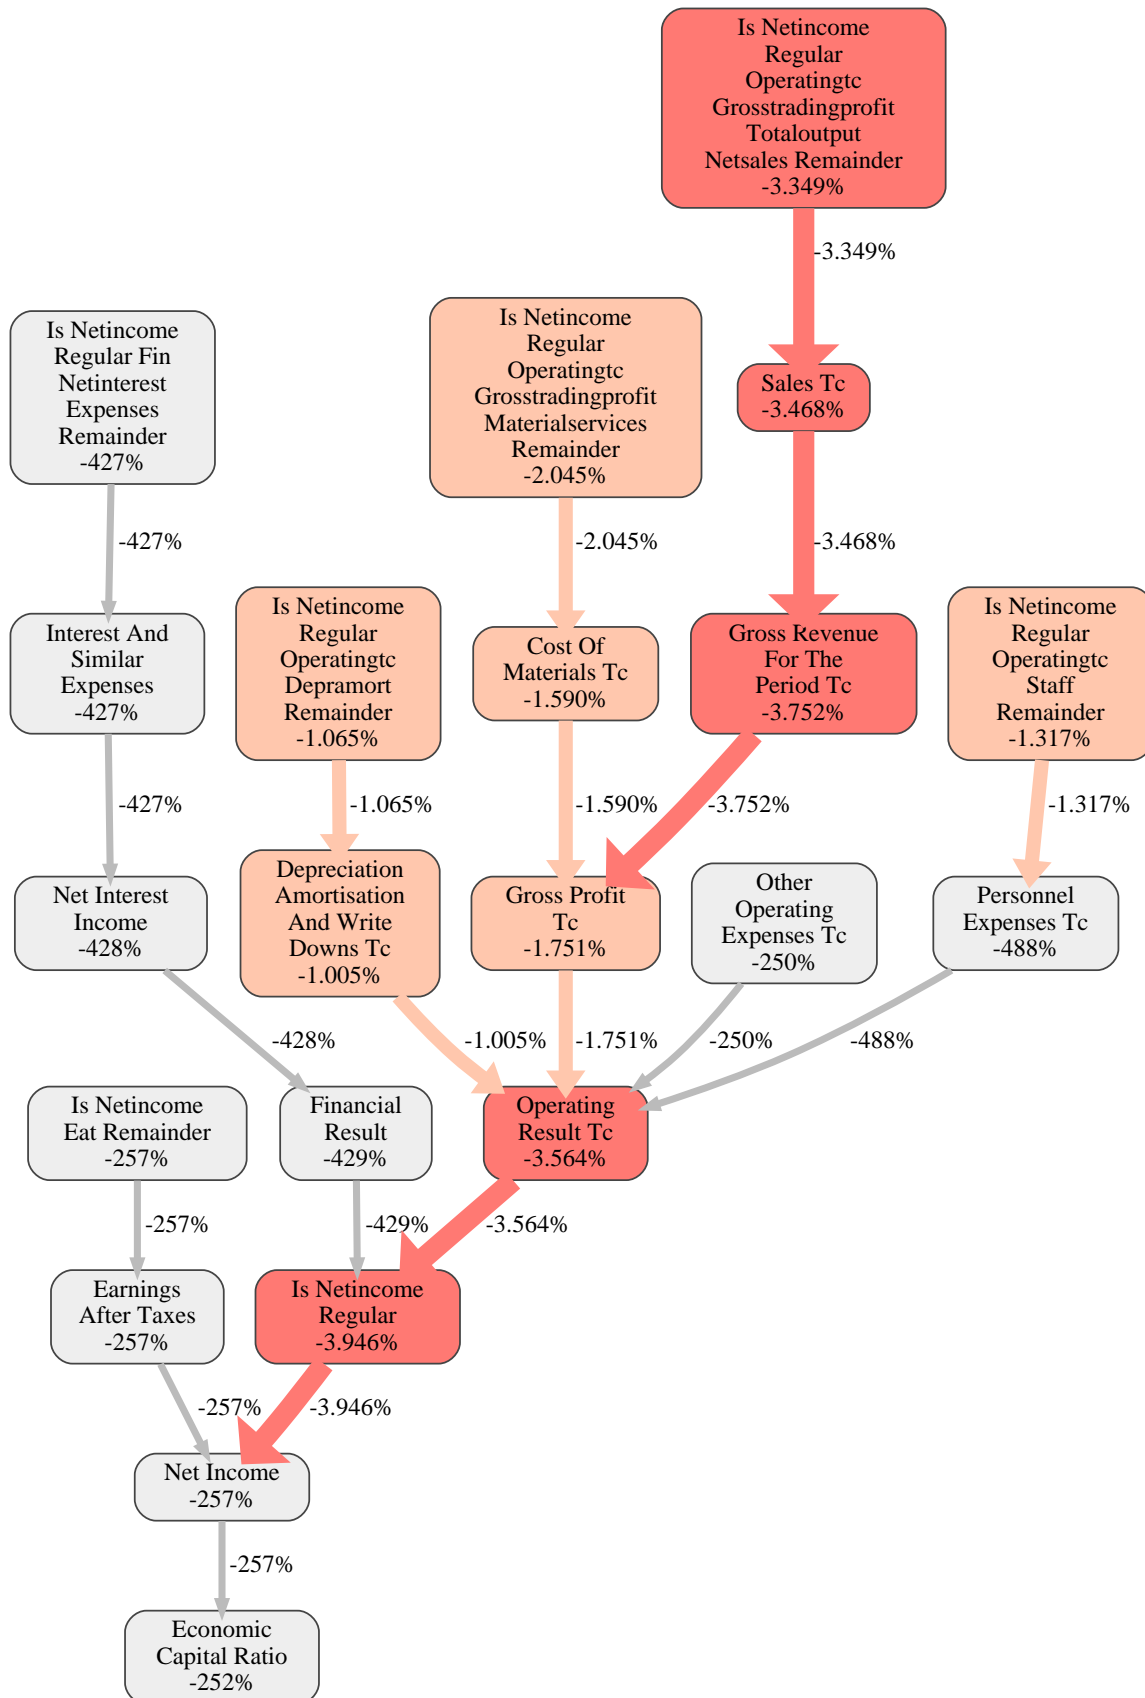 Is Netincome
Regular
Operatingtc
Grosstradingprofit
Totaloutput
Netsales Remainder
-3.349%
-3.349%
Is Netincome
Regular Fin
Netinterest
Expenses
Remainder
-427%
Is Netincome
Regular
Operatingtc
Grosstradingprofit
Materialservices
Remainder
-2.045%
Sales Tc
-3.468%
-427%
-2.045%
-3.468%
Interest And
Similar
Expenses
-427%
Is Netincome
Regular
Operatingtc
Depramort
Remainder
-1.065%
Cost Of
Materials Tc
-1.590%
Gross Revenue
For The
Period Tc
-3.752%
Is Netincome
Regular
Operatingtc
Staff
Remainder
-1.317%
-427%
-1.065%
-1.590%
-3.752%
-1.317%
Net Interest
Income
-428%
Depreciation
Amortisation
And Write
Downs Tc
-1.005%
Gross Profit
Tc
-1.751%
Other
Operating
Expenses Tc
-250%
Personnel
Expenses Tc
-488%
-428%
-1.005%
-1.751%
-250%
-488%
Is Netincome
Eat Remainder
-257%
Financial
Result
-429%
Operating
Result Tc
-3.564%
-257%
-429%
-3.564%
Earnings
After Taxes
-257%
Is Netincome
Regular
-3.946%
-257%
-3.946%
Net Income
-257%
-257%
Economic
Capital Ratio
-252%